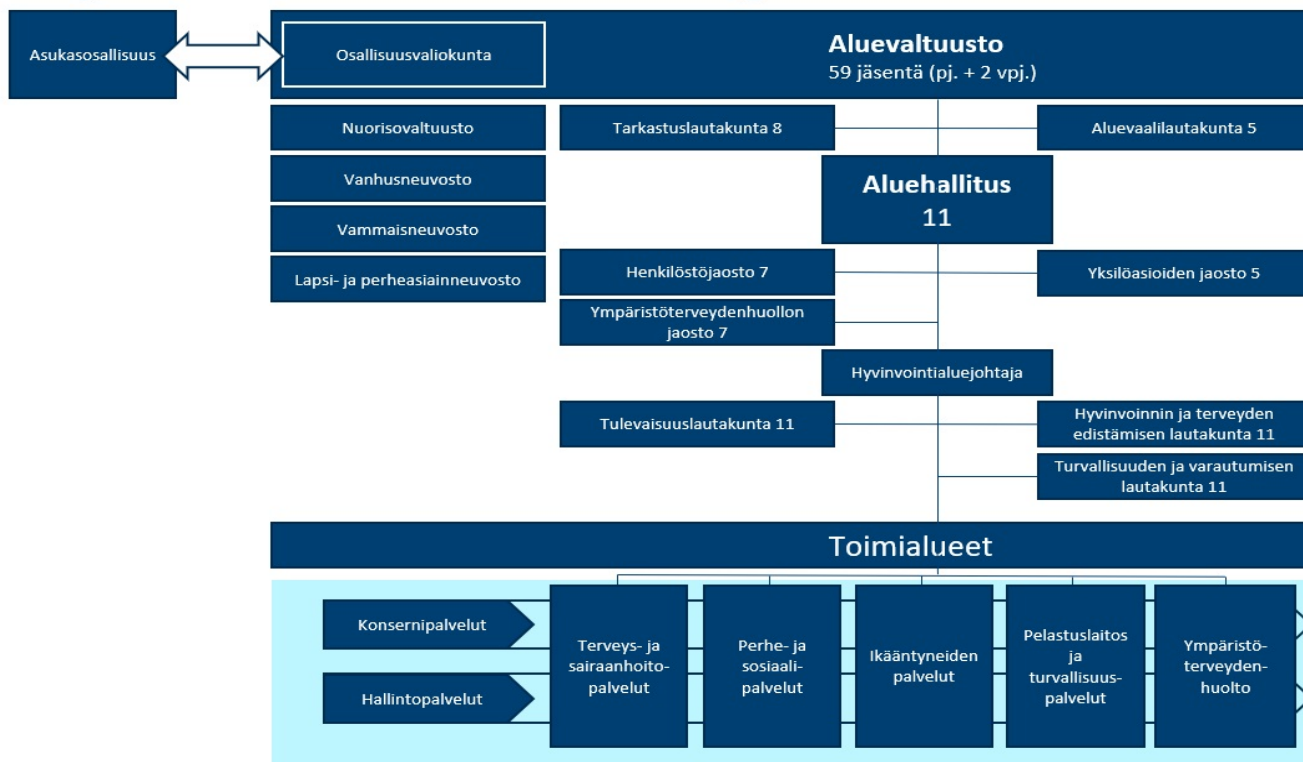 Asukasosallisuus
Osallisuusvaliokunta
Aluevaltuusto
59 jäsentä (pj. + 2 vpj.)
Nuorisovaltuusto
Tarkastuslautakunta 8
Aluevaalilautakunta 5
Vanhusneuvosto
Aluehallitus
11
Vammaisneuvosto
Lapsi- ja perheasiainneuvosto
Henkilöstöjaosto 7
Yksilöasioiden jaosto 5
Ympäristöterveydenhuollon
jaosto 7
Hyvinvointialuejohtaja
Tulevaisuuslautakunta 11
Hyvinvoinnin ja terveyden
edistämisen lautakunta 11
Turvallisuuden ja varautumisen
lautakunta 11
Toimialueet
Konsernipalvelut
Hallintopalvelut
Terveys- ja
sairaanhoito-
palvelut
Perhe- ja
sosiaali-
palvelut
Ikääntyneiden
palvelut
Pelastuslaitos
ja
turvallisuus-
palvelut
Ympäristö-
terveyden-
huolto